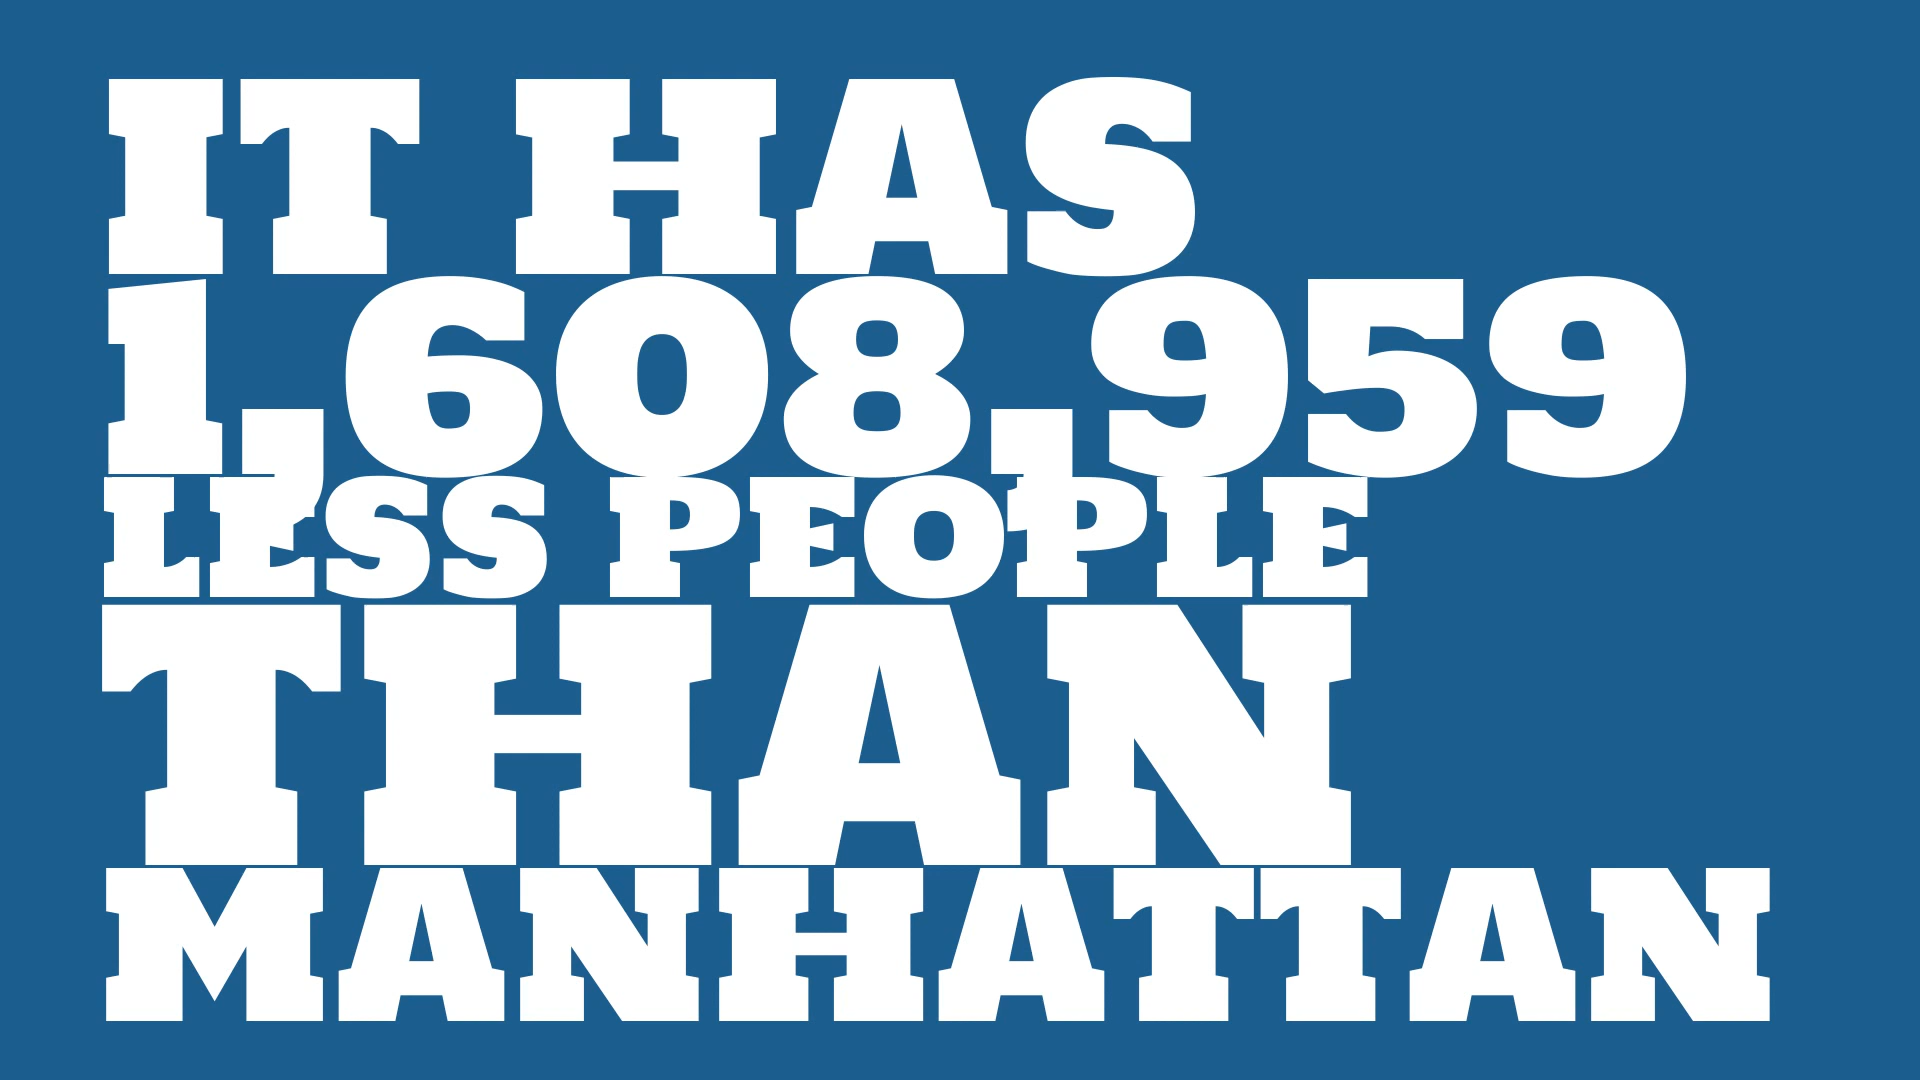 IT HAS
1,608,959
LESS PEOPLE
THAN
MANHATTAN